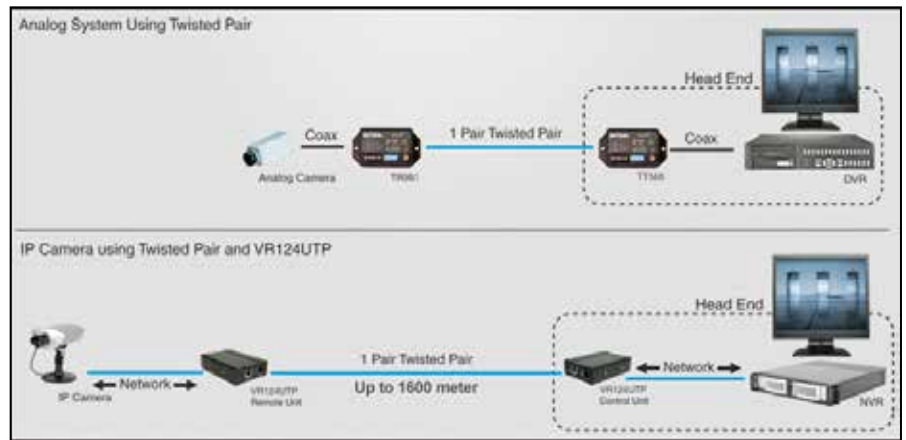 Analog System Using Twisted Pair
Head End
Coax
1 Pair Twisted Pair
Coax
Analog Camera
DVR
IP Camera using Twisted Pair and VR124UTP
Head End
1 Pair Twisted Pair
Network
Network
Up to 1600 meter
IP Camera
VR124UTP
Remote Unit
VR124UTP
Control Unit
NVR